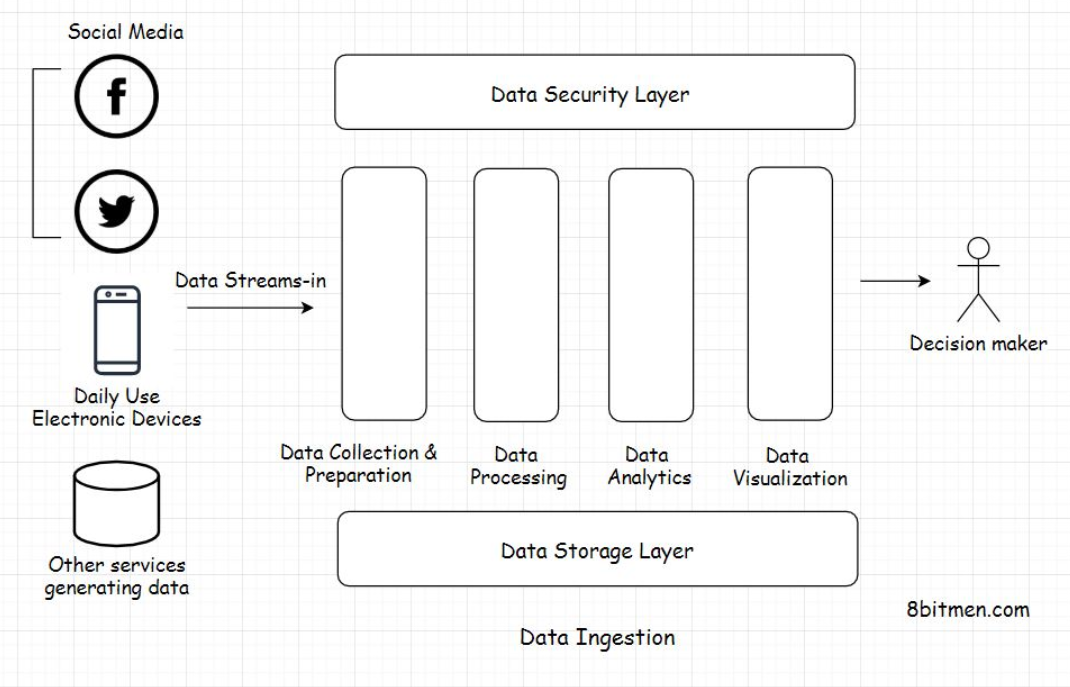 Social Media
Data Security Layer
Data Streams-in
Daily Use
Electronic Devices
Decision maker
Data Collection &
Preparation
Data
Processing
Data
Analytics
Data
Visualization
Data Storage Layer
Other services
generating data
8bitmen.com
Data Ingestion